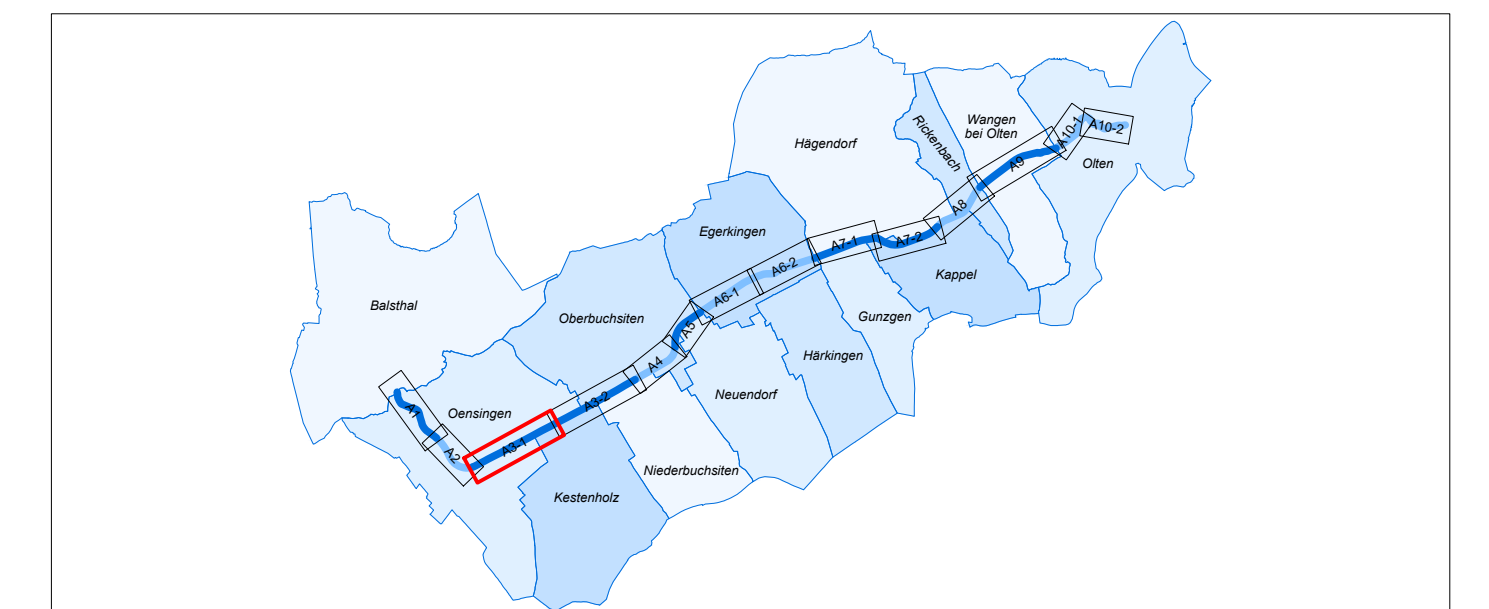 Hägendorf
Rickenbach
Wangen
bei Olten
A10-1
A10-2
Olten
A9
A8
Egerkingen
A7-1
A7-2
A6-2
Kappel
A6-1
Balsthal
Oberbuchsiten
A5
Gunzgen
Härkingen
A4
Neuendorf
A3-2
A1
Oensingen
A3-1
A2
Niederbuchsiten
Kestenholz